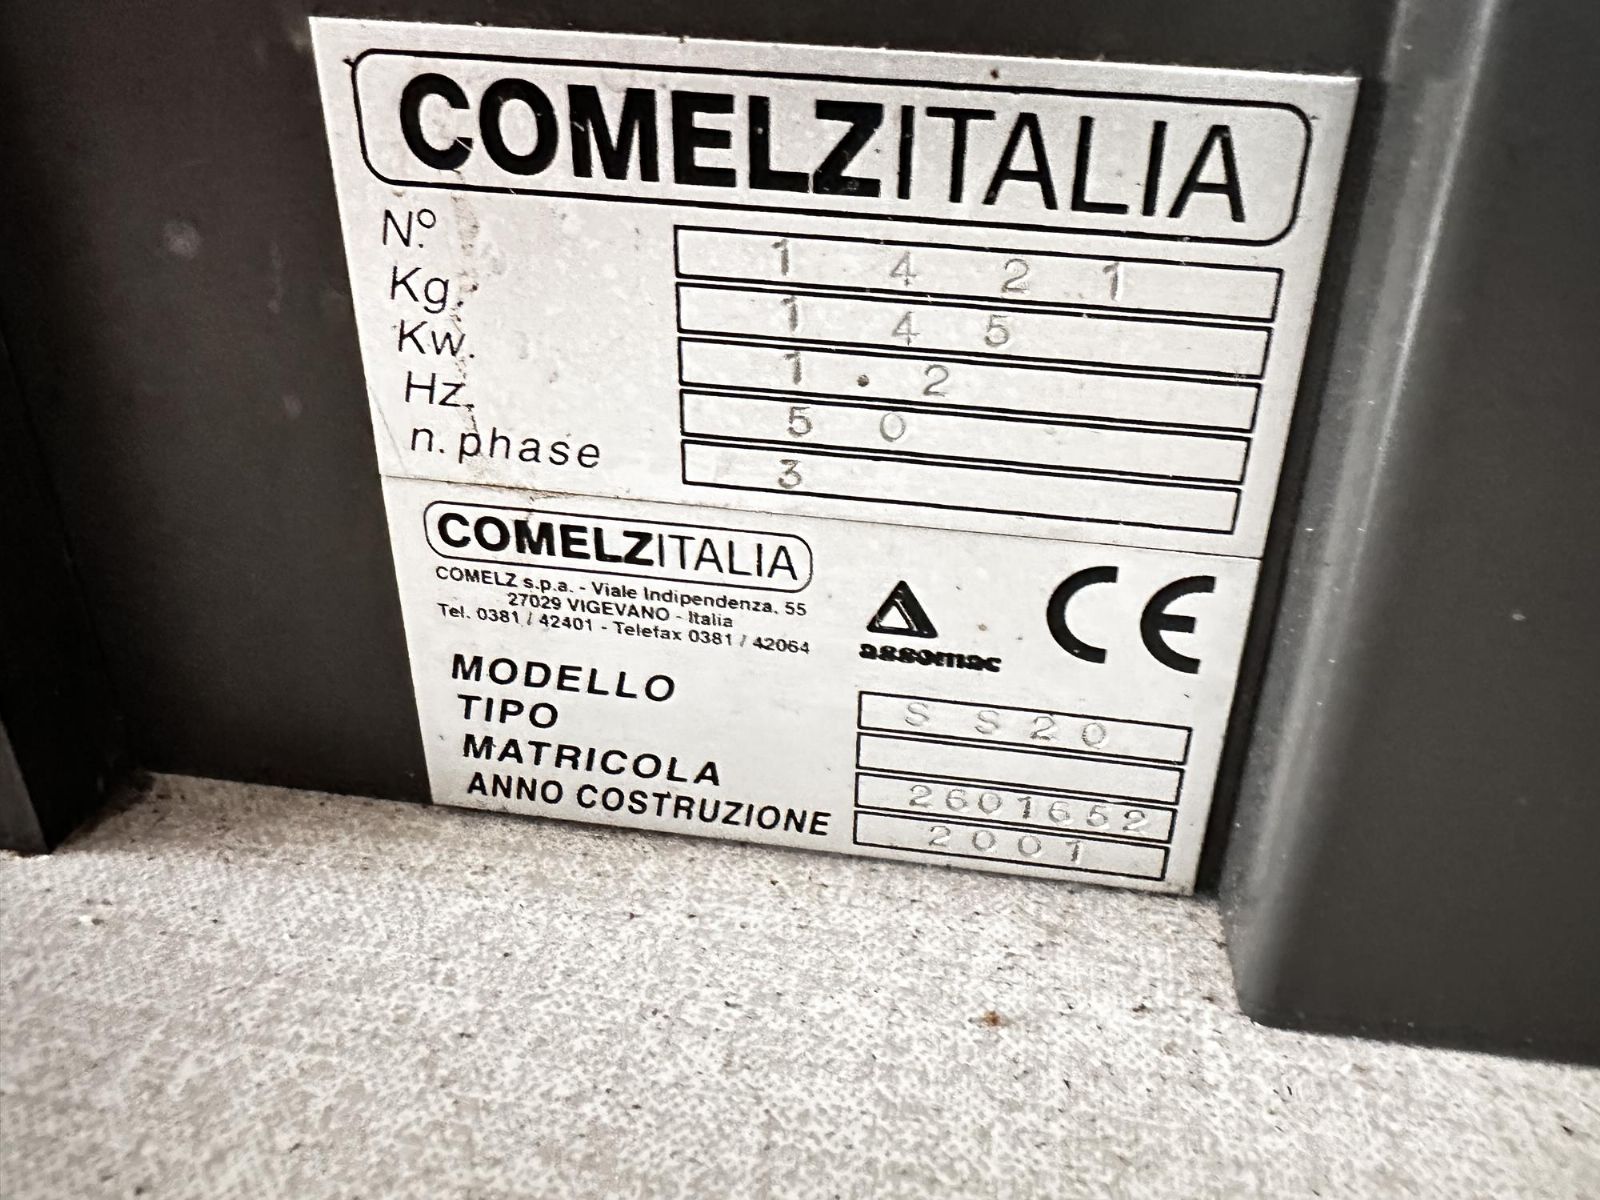 COMELZITALIA
N.º 1 4 2 1
Kg. 1 4 5
Kw. 1 . 2
Hz. 5 0
n. phase 3
COMELZITALIA
COMELZ s.p.a. - Viale Indipendenza, 55
27029 VIGEVANO - Italia
Tel. 0381 / 42401 - Telefax 0381 / 42064
assomac
CE
MODELLO S S20
TIPO
MATRICOLA 2601652
ANNO COSTRUZIONE 2001